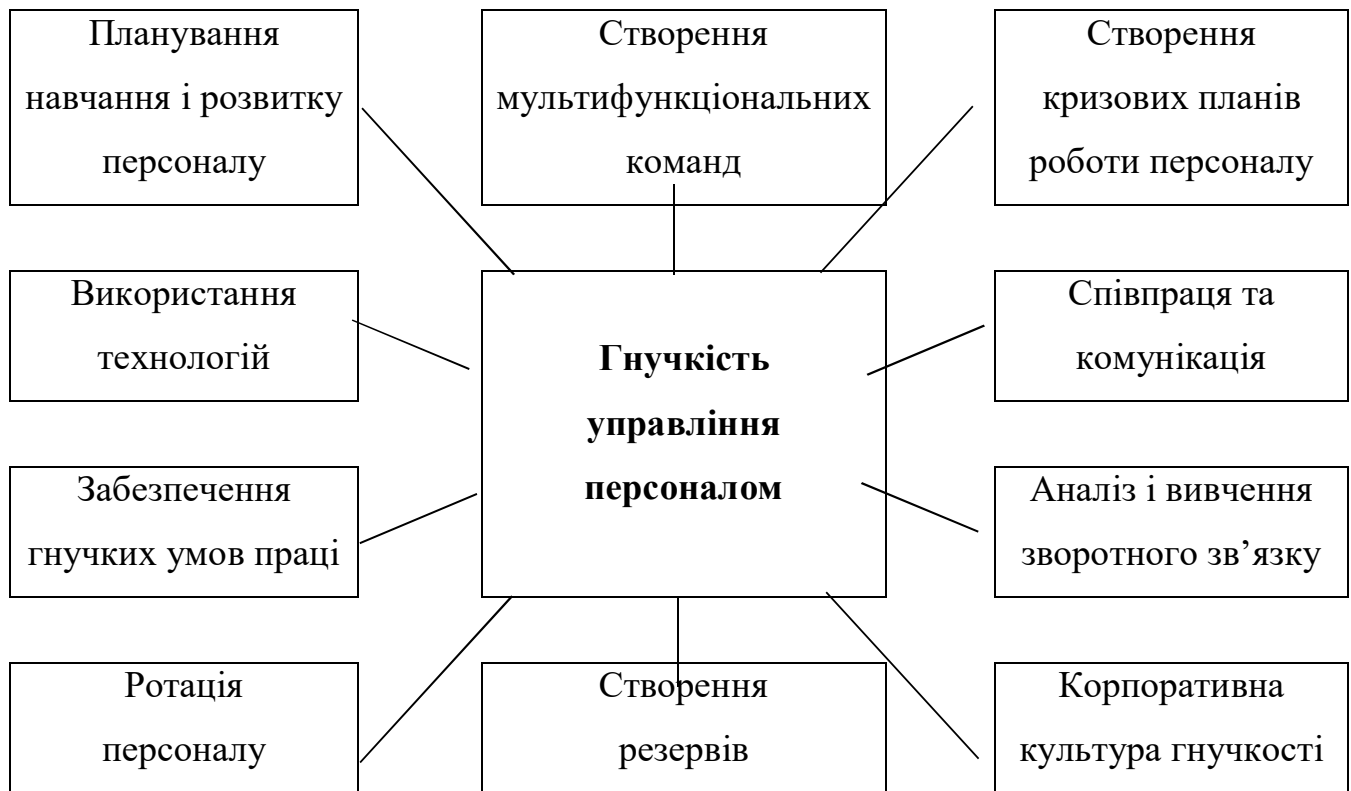 Планування
навчання і розвитку
персоналу
Створення
мультифункціональних
команд
Створення
кризових планів
роботи персоналу
Використання
технологій
Гнучкість
управління
персоналом
Співпраця та
комунікація
Забезпечення
гнучких умов праці
Аналіз і вивчення
зворотного зв’язку
Ротація
персоналу
Створення
резервів
Корпоративна
культура гнучкості